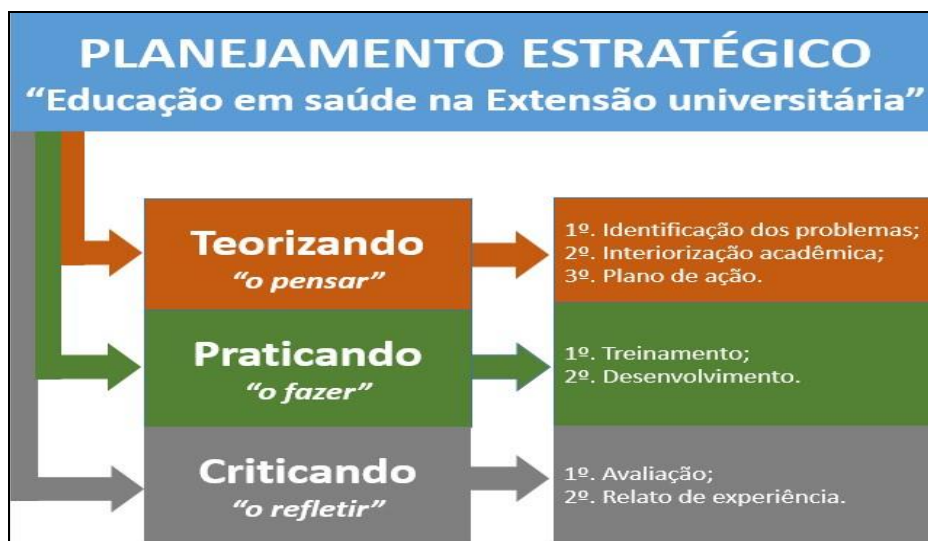 PLANEJAMENTO ESTRATÉGICO
“Educação em saúde na Extensão universitária”
Teorizando
“o pensar”
1º. Identificação dos problemas;
2º. Interiorização acadêmica;
3º. Plano de ação.
Praticando
“o fazer”
1º. Treinamento;
2º. Desenvolvimento.
Criticando
“o refletir”
1º. Avaliação;
2º. Relato de experiência.